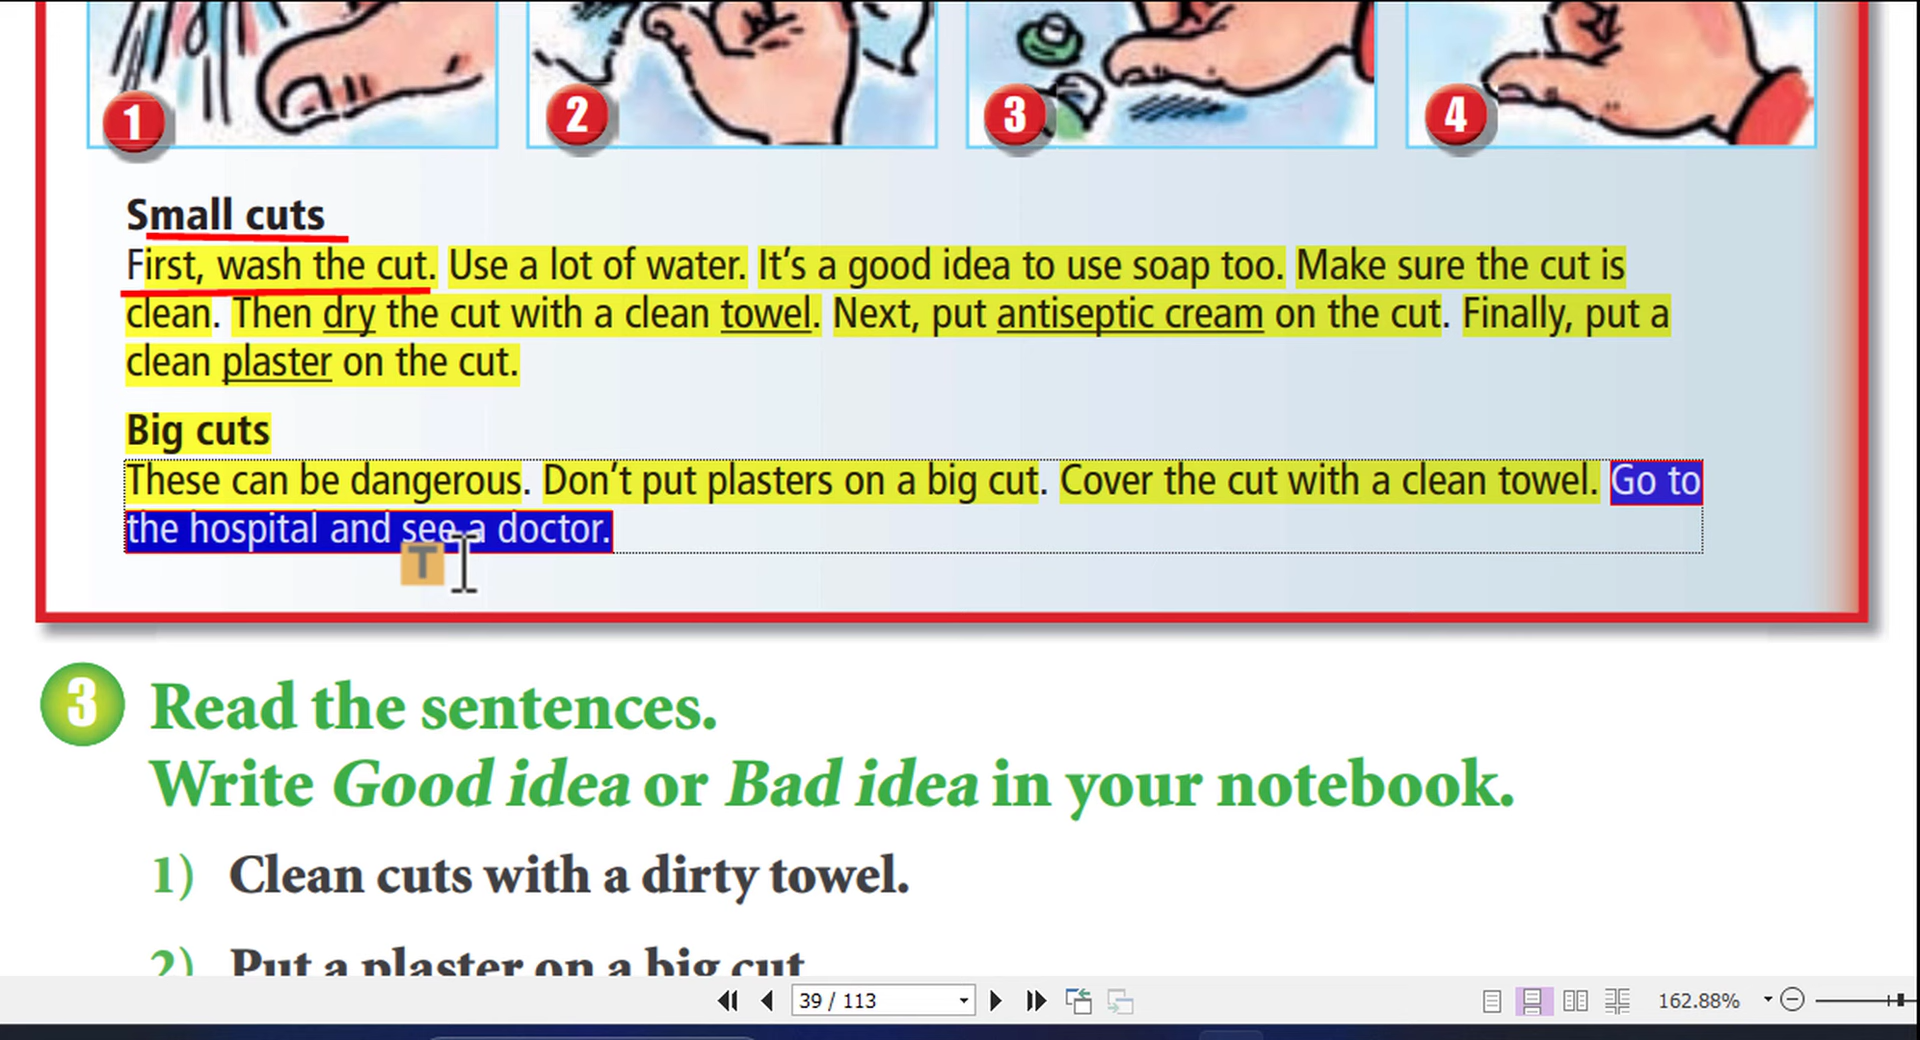 1 2 3 4
Small cuts
First, wash the cut. Use a lot of water. It's a good idea to use soap too. Make sure the cut is
clean. Then dry the cut with a clean towel. Next, put antiseptic cream on the cut. Finally, put a
clean plaster on the cut.
Big cuts
These can be dangerous. Don't put plasters on a big cut. Cover the cut with a clean towel. Go to
the hospital and see a doctor.
T
3 Read the sentences.
Write Good idea or Bad idea in your notebook.
1) Clean cuts with a dirty towel.
2) Put a plaster on a big cut
39 / 113
162.88%